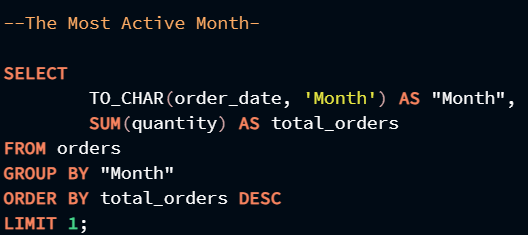 --The Most Active Month-
SELECT
TO_CHAR(order_date, 'Month') AS "Month",
SUM(quantity) AS total_orders
FROM orders
GROUP BY "Month"
ORDER BY total_orders DESC
LIMIT 1;